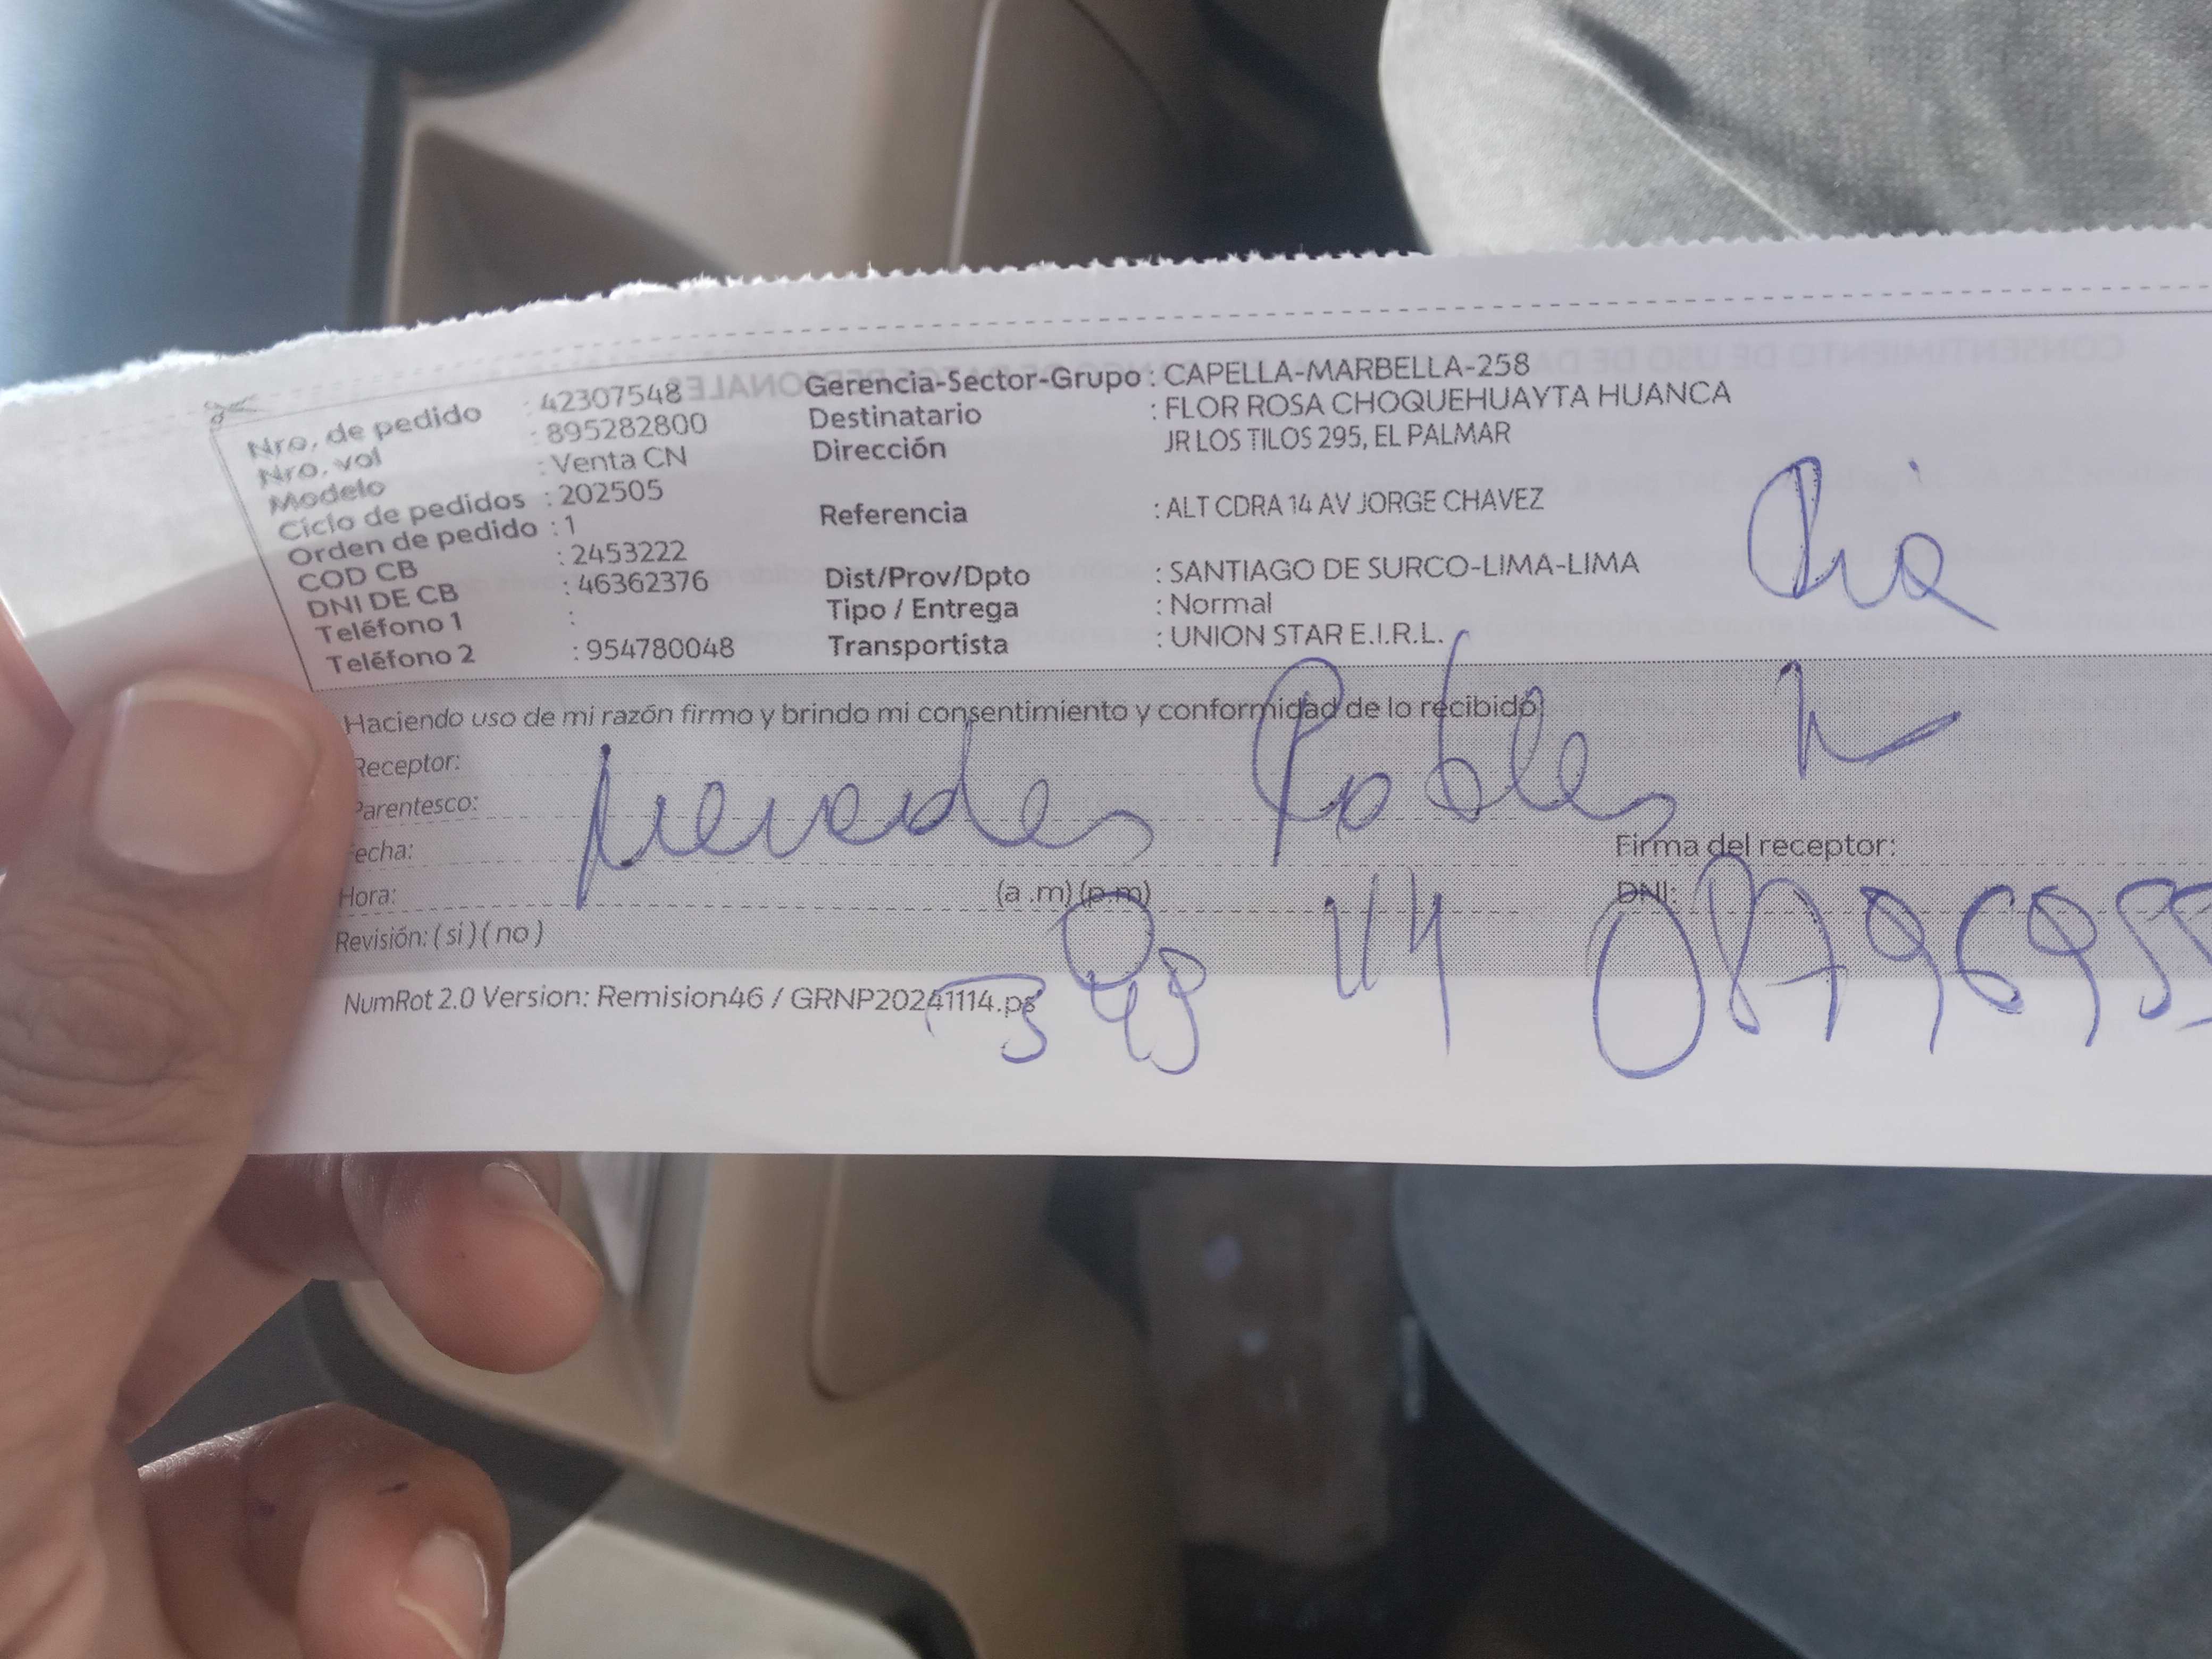 Nro. de pedido : 42307548 Gerencia-Sector-Grupo : CAPELLA-MARBELLA-258
Nro. vol : 895282800 Destinatario : FLOR ROSA CHOQUEHUAYTA HUANCA
Modelo : Venta CN Dirección JR LOS TILOS 295, EL PALMAR
Ciclo de pedidos : 202505
Orden de pedido : 1 Referencia : ALT CDRA 14 AV JORGE CHAVEZ
COD CB : 2453222
DNI DE CB : 46362376 Dist/Prov/Dpto : SANTIAGO DE SURCO-LIMA-LIMA
Teléfono 1 : Tipo / Entrega : Normal
Teléfono 2 : 954780048 Transportista : UNION STAR E.I.R.L.
Haciendo uso de mi razón firmo y brindo mi consentimiento y conformidad de lo recibido
Receptor:
Mercedes Robles
Parentesco:
Fecha: Firma del receptor:
Hora: (a .m) (p.m) DNI:
Revisión: ( si ) ( no )
NumRot 2.0 Version: Remision46 / GRNP20241114.ps